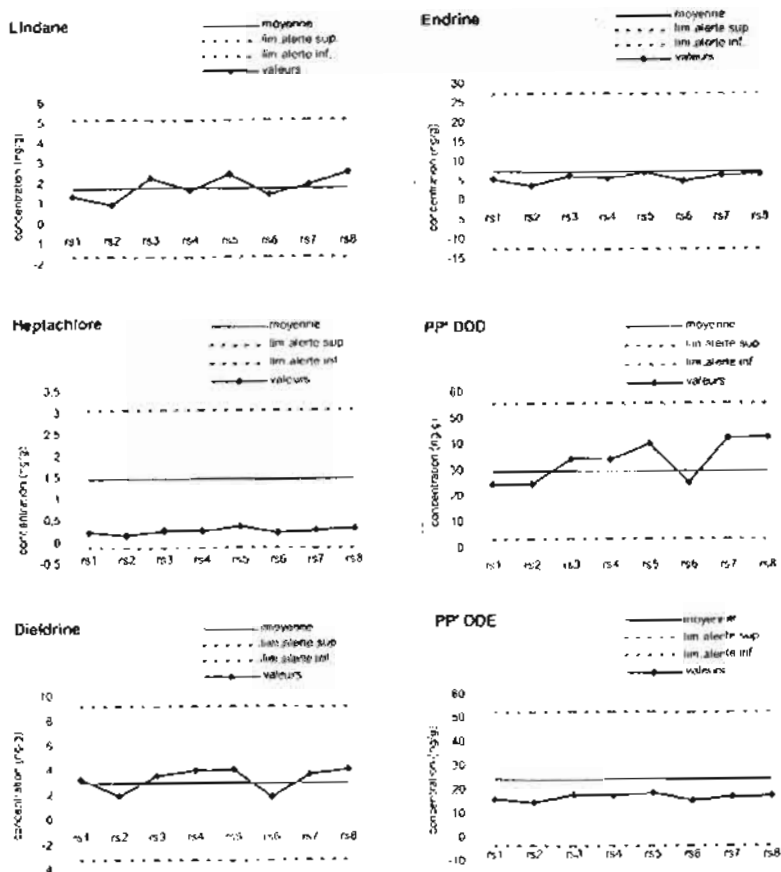 Lindane
moyenne
lim alerte sup
lim alerte inf.
valeurs
concentration (ng/g)
6
5
4
3
2
1
0
1
-2
rs1 rs2 rs3 rs4 rs5 rs6 rs7 rs8
Endrine
moyenne
lim alerte sup
lim alerte inf.
valeurs
concentration (ng/g)
30
25
20
15
10
5
0
5
-10
-15
rs1 rs2 rs3 rs4 rs5 rs6 rs7 rs8
Heptachlore
moyenne
lim alerte sup
lim alerte inf
valeurs
concentration (ng/g)
3.5
3
2.5
2
1.5
1
0.5
0
-0.5
rs1 rs2 rs3 rs4 rs5 rs6 rs7 rs8
PP' DDD
moyenne
lim alerte sup
lim alerte inf
valeurs
concentration (ng.g)
60
50
40
30
20
10
0
rs1 rs2 rs3 rs4 rs5 rs6 rs7 rs8
Dieldrine
moyenne
lim alerte sup
lim alerte inf
valeurs
concentration (ng-g)
10
8
6
4
2
0
-2
4
rs1 rs2 rs3 rs4 rs5 rs6 rs7 rs8
PP' DDE
moyenne
lim alerte sup
lim alerte inf
valeurs
concentration (ng/g)
60
50
40
30
20
10
0
-10
rs1 rs2 rs3 rs4 rs5 rs6 rs7 rs8